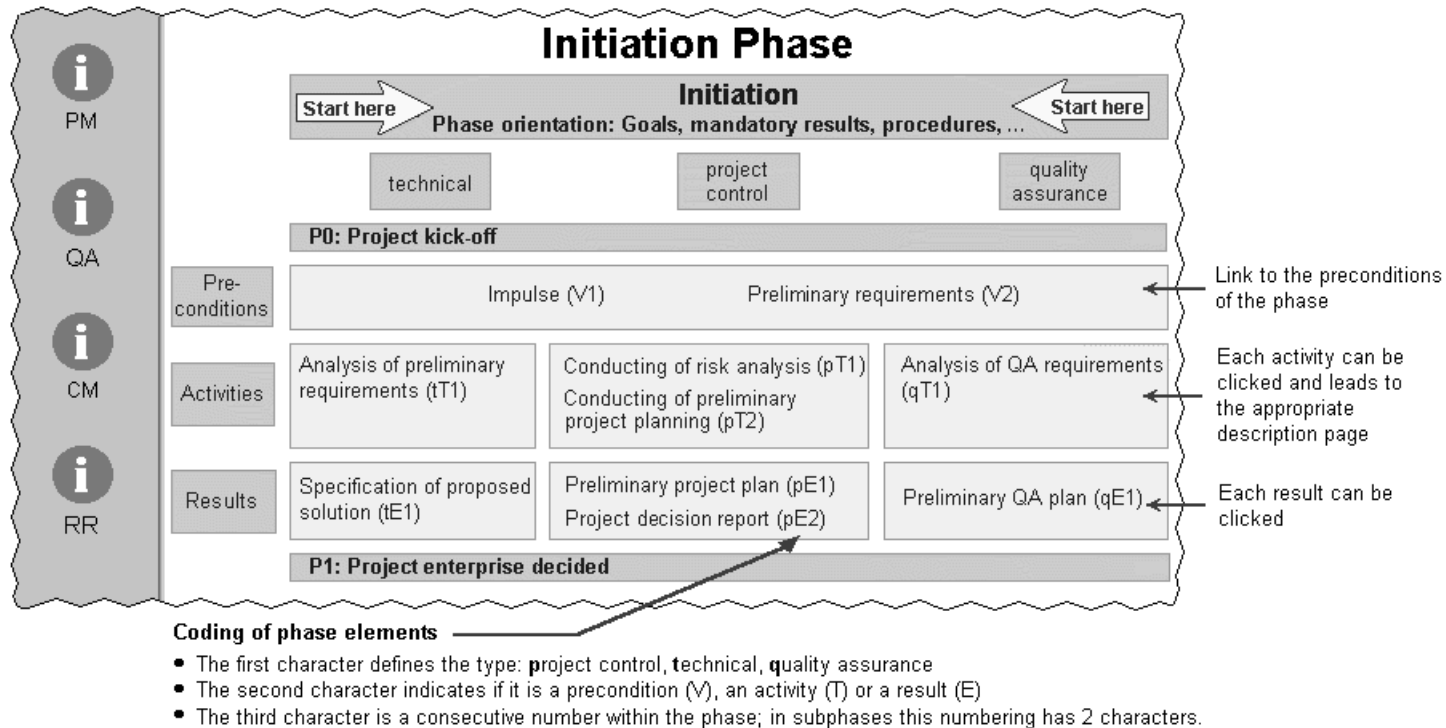 Initiation Phase
PM
QA
CM
RR
Start here
Initiation
Start here
Phase orientation: Goals, mandatory results, procedures, ...
technical
project
control
quality
assurance
P0: Project kick-off
Pre-
conditions
Impulse (V1)
Preliminary requirements (V2)
Link to the preconditions
of the phase
Activities
Analysis of preliminary
requirements (tT1)
Conducting of risk analysis (pT1)
Conducting of preliminary
project planning (pT2)
Analysis of QA requirements
(qT1)
Each activity can be
clicked and leads to
the appropriate
description page
Results
Specification of proposed
solution (tE1)
Preliminary project plan (pE1)
Project decision report (pE2)
Preliminary QA plan (qE1)
Each result can be
clicked
P1: Project enterprise decided
Coding of phase elements
• The first character defines the type: project control, technical, quality assurance
• The second character indicates if it is a precondition (V), an activity (T) or a result (E)
• The third character is a consecutive number within the phase; in subphases this numbering has 2 characters.